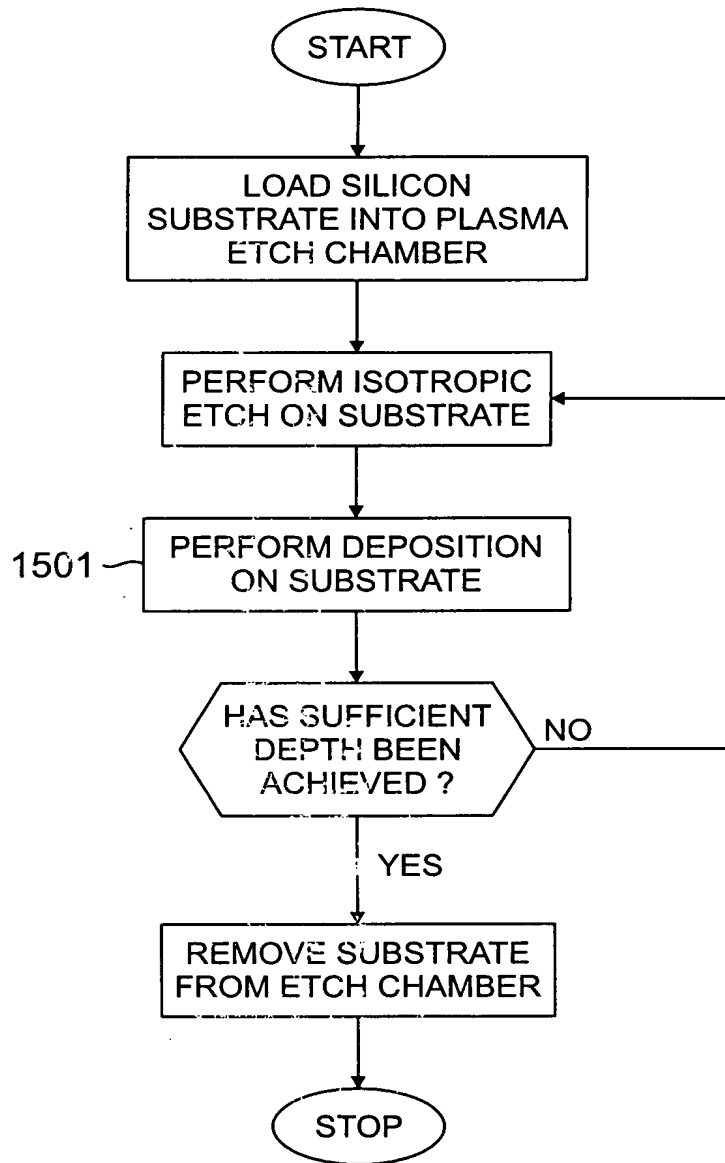 START
LOAD SILICON
SUBSTRATE INTO PLASMA
ETCH CHAMBER
PERFORM ISOTROPIC
ETCH ON SUBSTRATE
1501
PERFORM DEPOSITION
ON SUBSTRATE
HAS SUFFICIENT
DEPTH BEEN
ACHIEVED ?
NO
YES
REMOVE SUBSTRATE
FROM ETCH CHAMBER
STOP